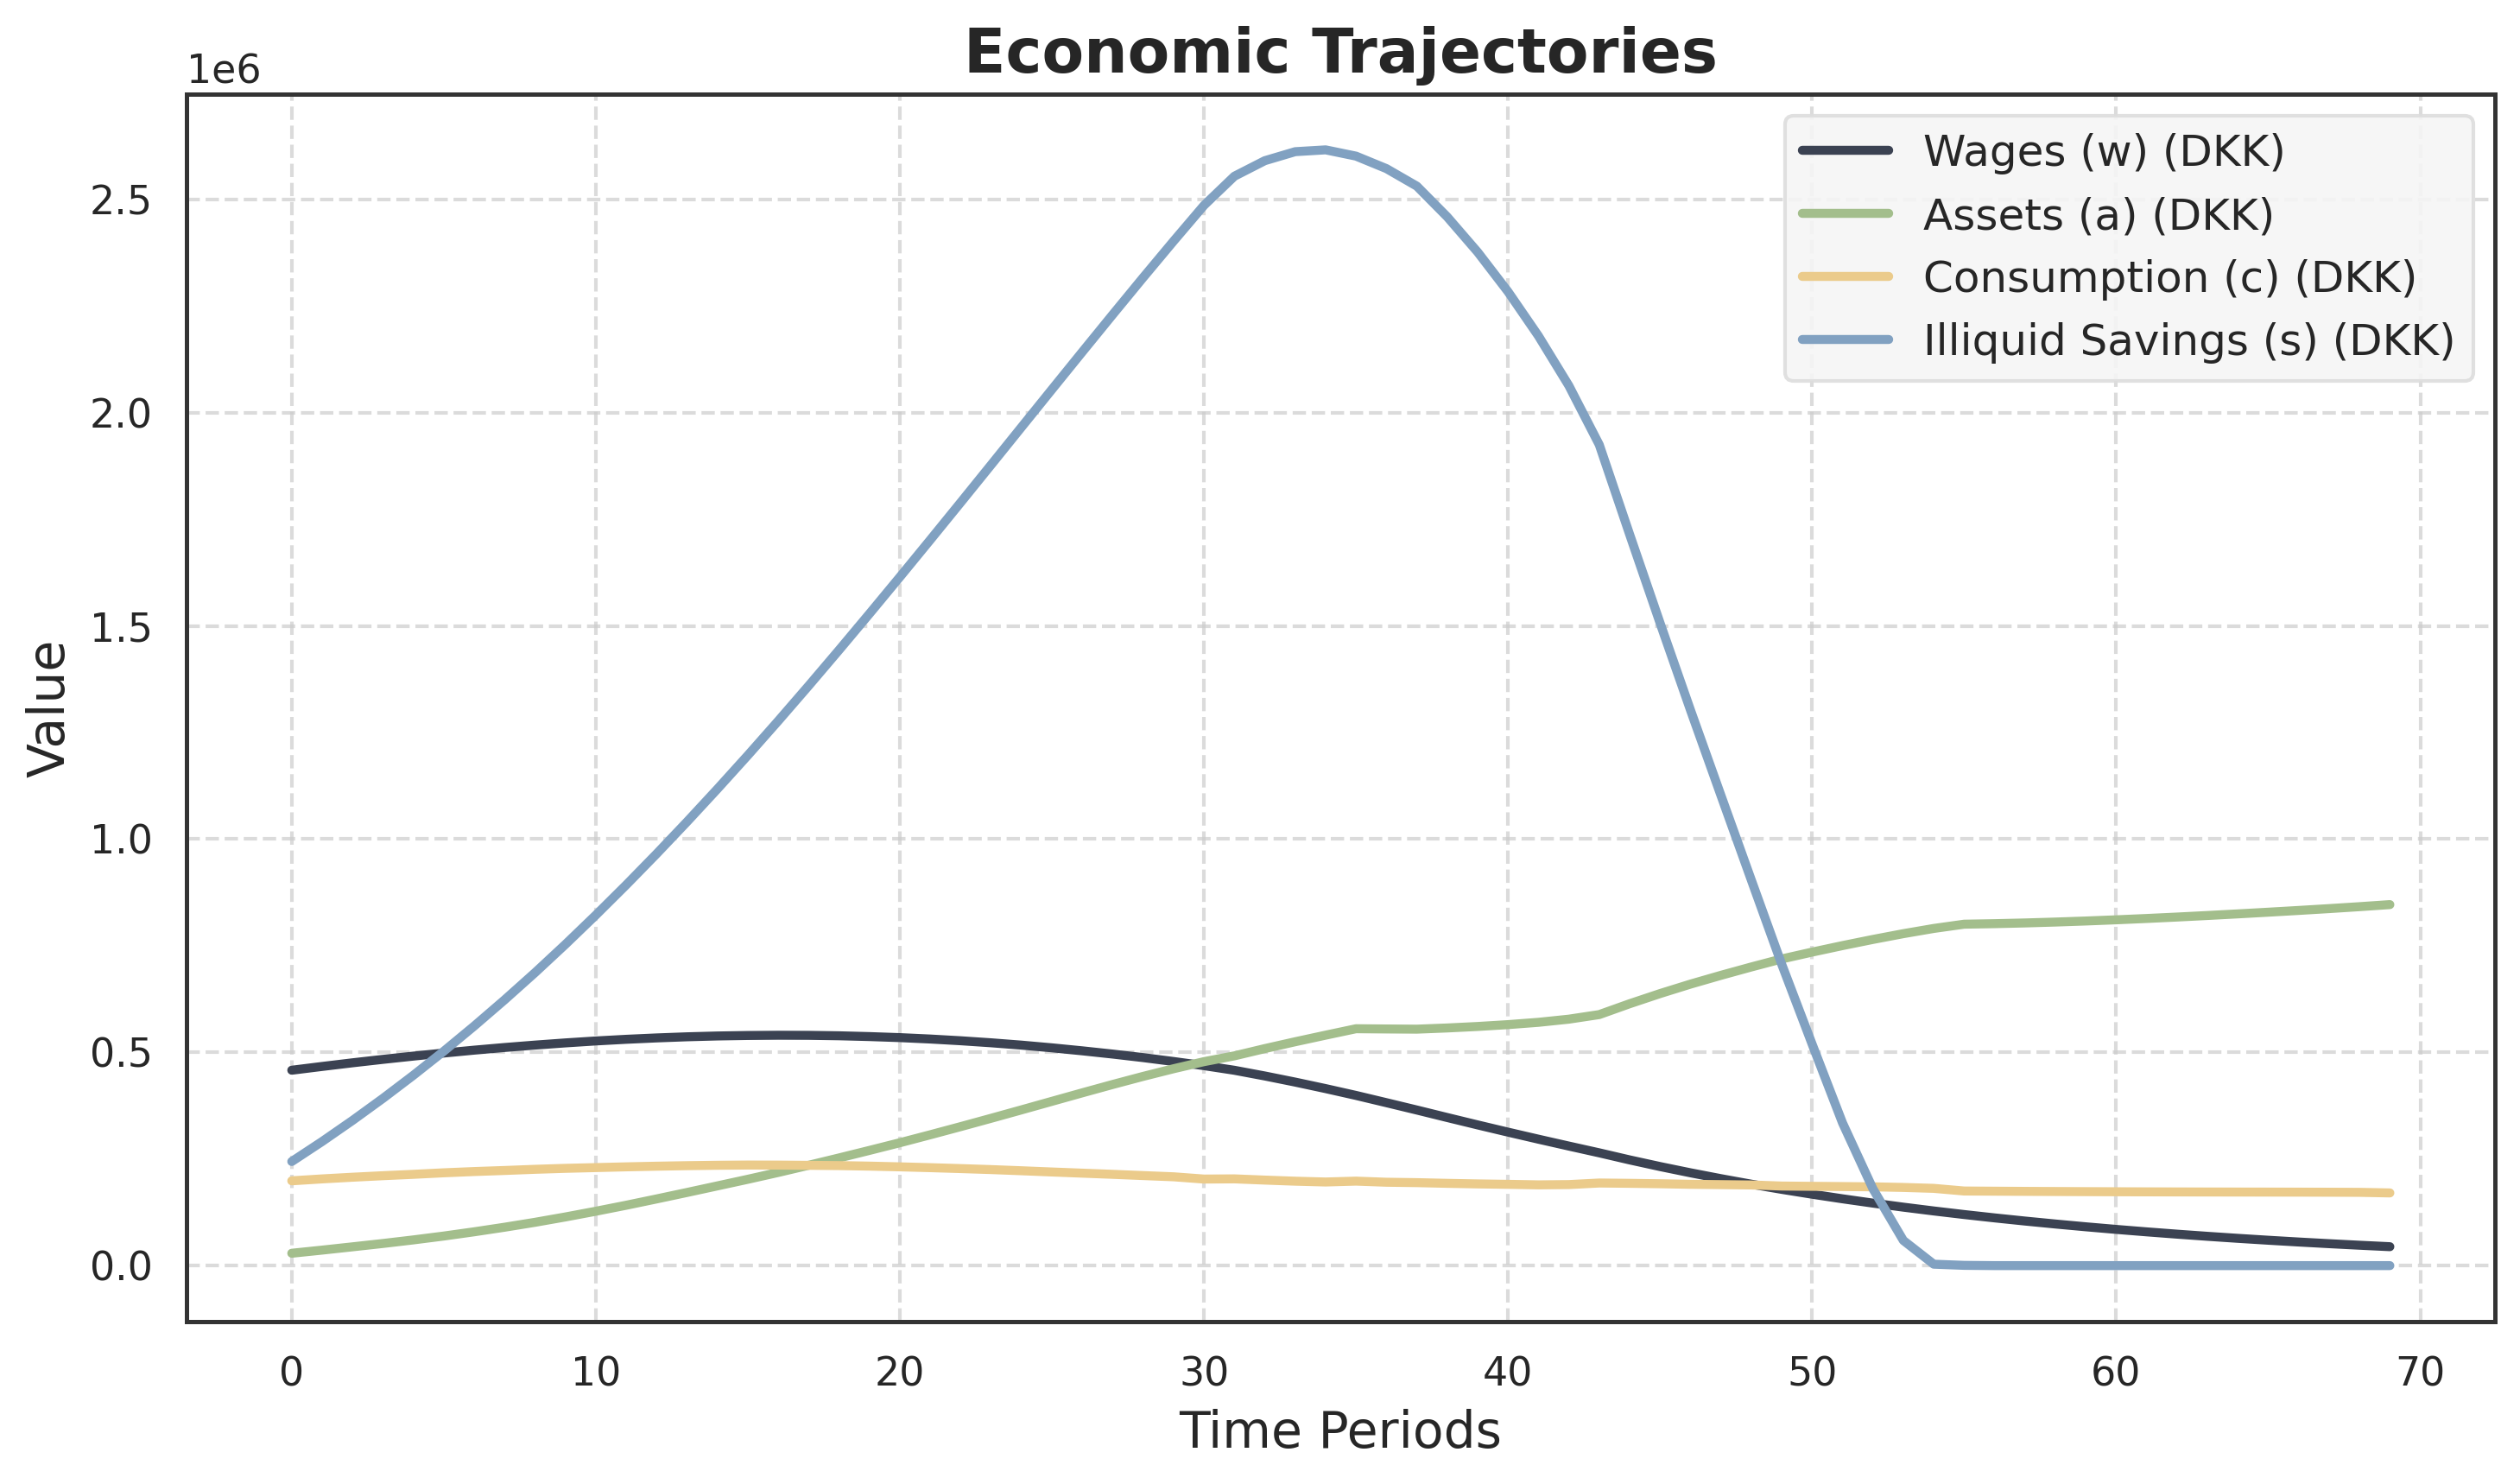 Economic Trajectories
1e6
Wages (w) (DKK)
Assets (a) (DKK)
Consumption (c) (DKK)
Illiquid Savings (s) (DKK)
2.5
2.0
1.5
1.0
0.5
0.0
Value
0 10 20 30 40 50 60 70
Time Periods